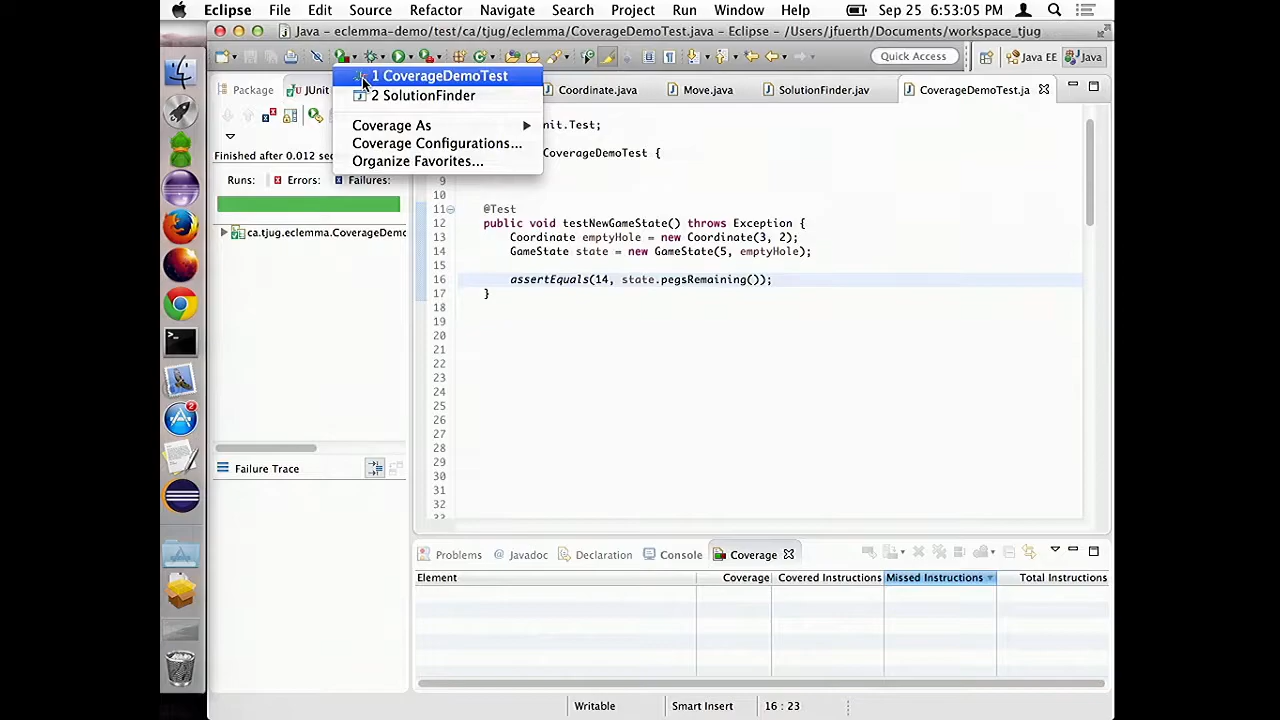 Eclipse File Edit Source Refactor Navigate Search Project Run Window Help Sep 25 6:53:05 PM
Java – eclemma-demo/test/ca/tjug/eclemma/CoverageDemoTest.java – Eclipse – /Users/jfuerth/Documents/workspace_tjug
Quick Access Java EE Java
1 CoverageDemoTest
2 SolutionFinder
Coverage As
Coverage Configurations...
Organize Favorites...
Package JUnit Coordinate.java Move.java SolutionFinder.jav CoverageDemoTest.ja
Finished after 0.012 sec
Runs: Errors: Failures:
ca.tjug.eclemma.CoverageDemo
Failure Trace
nit.Test;
CoverageDemoTest {
9
10
11 @Test
12 public void testNewGameState() throws Exception {
13 Coordinate emptyHole = new Coordinate(3, 2);
14 GameState state = new GameState(5, emptyHole);
15
16 assertEquals(14, state.pegsRemaining());
17 }
18
19
20
21
22
23
24
25
26
27
28
29
30
31
32
Problems @ Javadoc Declaration Console Coverage
Element Coverage Covered Instructions Missed Instructions Total Instructions
Writable Smart Insert 16 : 23
2